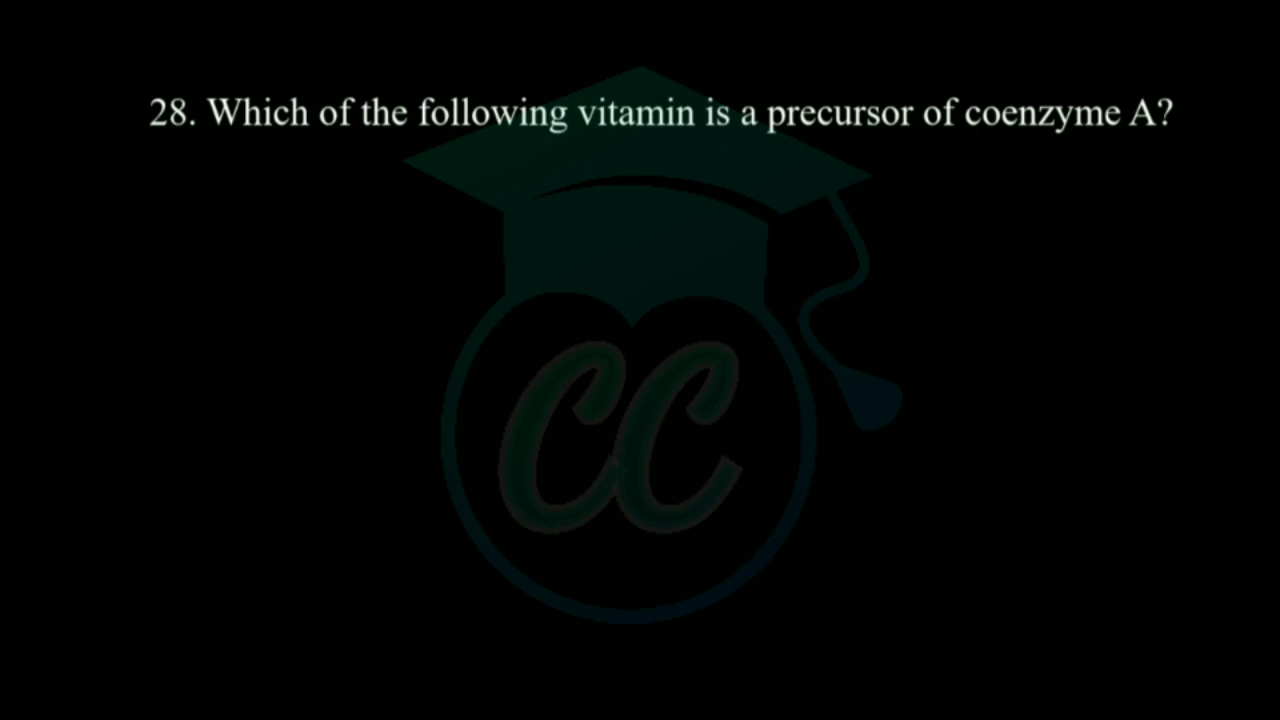 28. Which of the following vitamin is a precursor of coenzyme A?
CC